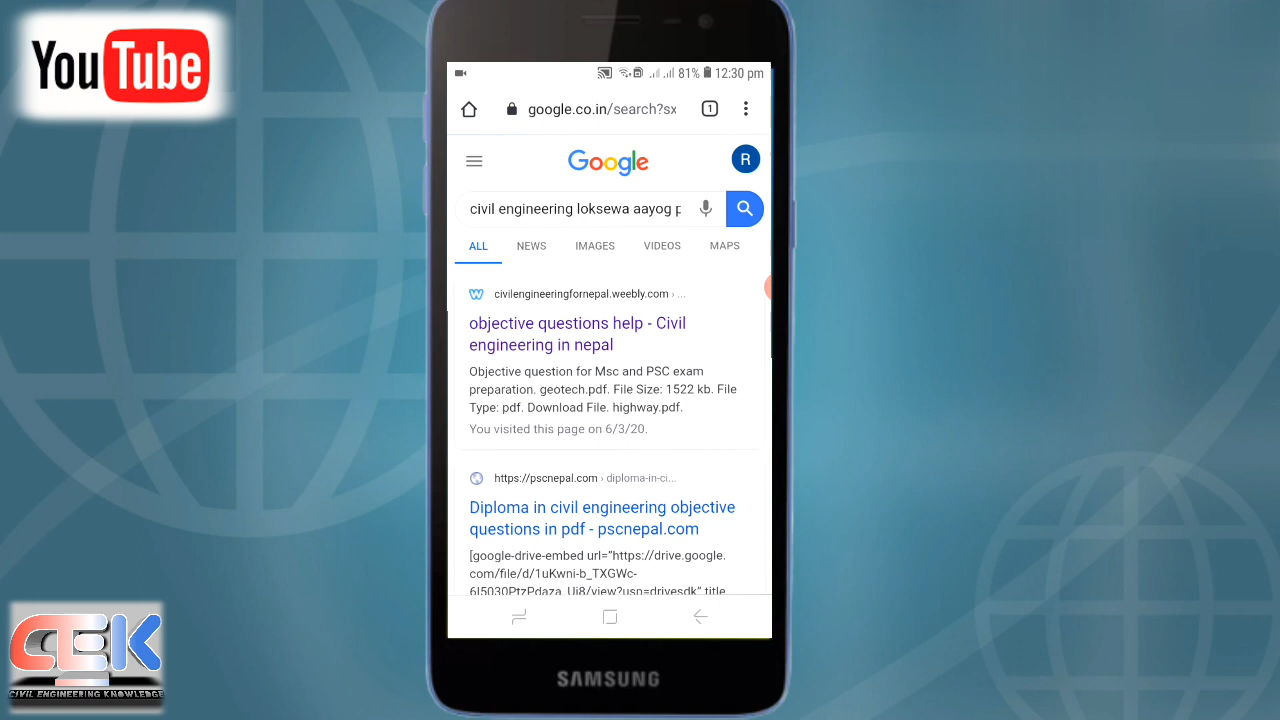 YouTube
81% 12:30 pm
google.co.in/search?sx
1
Google
R
civil engineering loksewa aayog p
ALL NEWS IMAGES VIDEOS MAPS
civilengineeringfornepal.weebly.com › ...
objective questions help - Civil
engineering in nepal
Objective question for Msc and PSC exam
preparation. geotech.pdf. File Size: 1522 kb. File
Type: pdf. Download File. highway.pdf.
You visited this page on 6/3/20.
https://pscnepal.com › diploma-in-ci...
Diploma in civil engineering objective
questions in pdf - pscnepal.com
[google-drive-embed url="https://drive.google.
com/file/d/1uKwni-b_TXGWc-
title
SAMSUNG
CEK
CIVIL ENGINEERING KNOWLEDGE